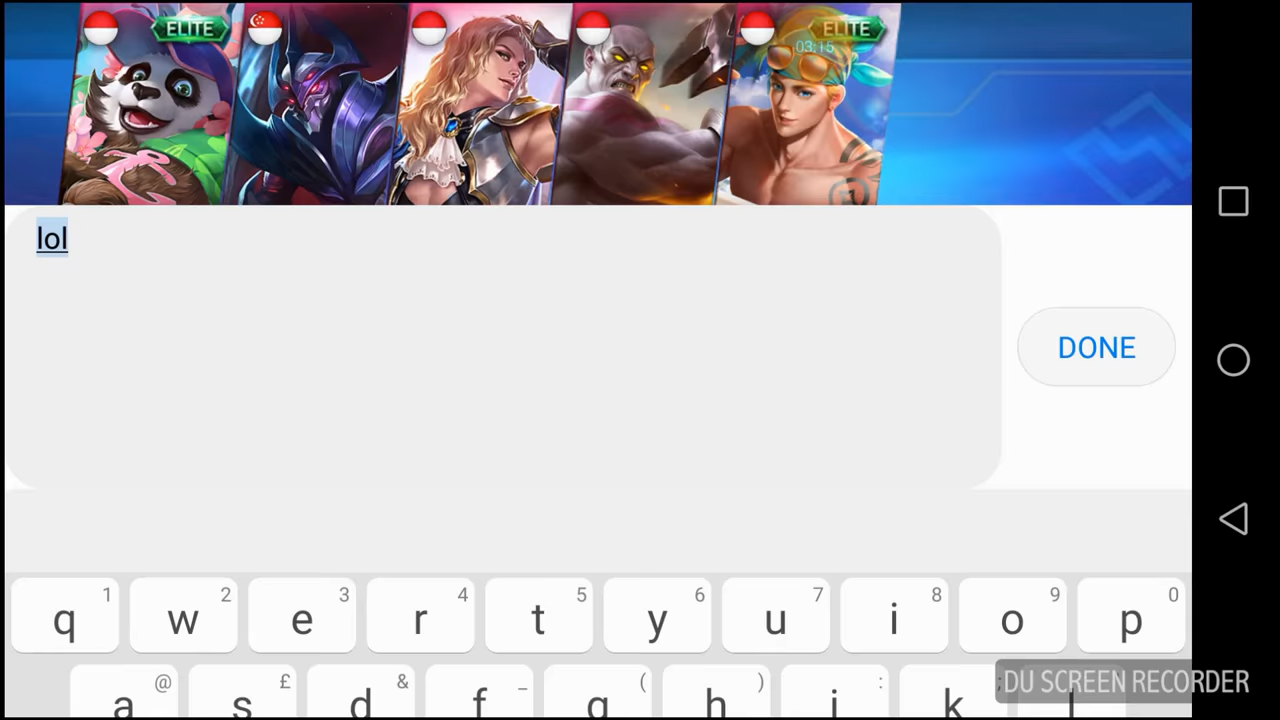 ELITE
ELITE
03:15
lol
DONE
q 1 w 2 e 3 r 4 t 5 y 6 u 7 i 8 o 9 p 0
a @ s £ d & f _ g ( h ) j : k ; l
DU SCREEN RECORDER